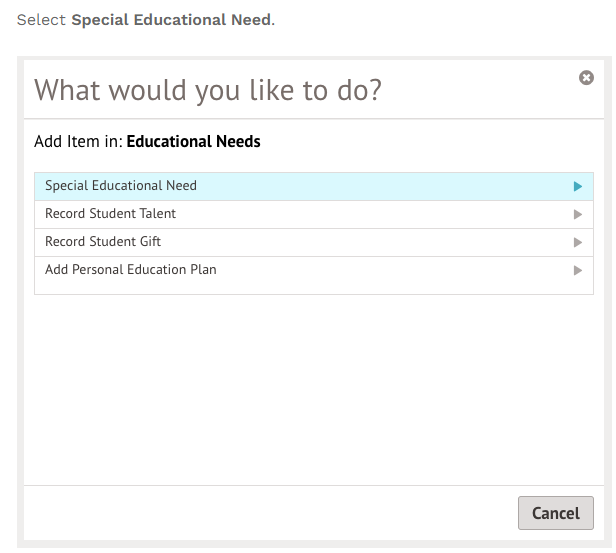 Select Special Educational Need.
What would you like to do?
Add Item in: Educational Needs
Special Educational Need
Record Student Talent
Record Student Gift
Add Personal Education Plan
Cancel